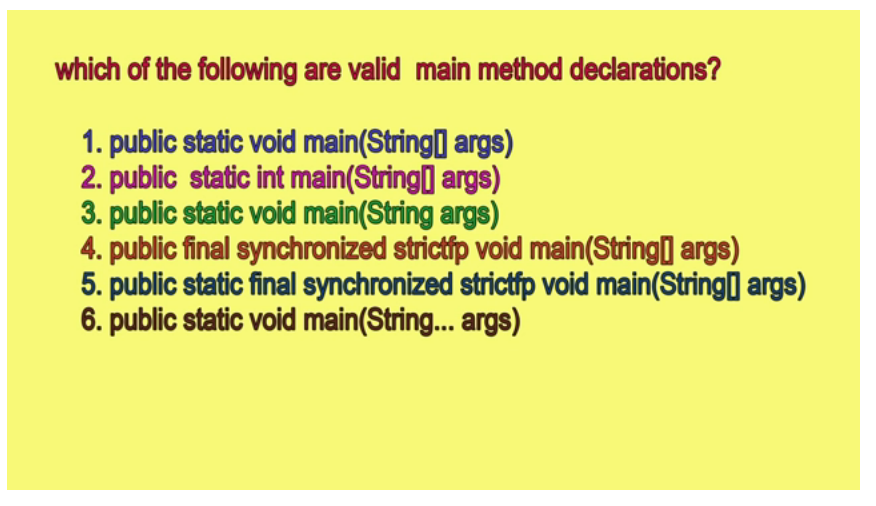 which of the following are valid  main method declarations?
1. public static void main(String[] args)
2. public  static int main(String[] args)
3. public static void main(String args)
4. public final synchronized strictfp void main(String[] args)
5. public static final synchronized strictfp void main(String[] args)
6. public static void main(String... args)